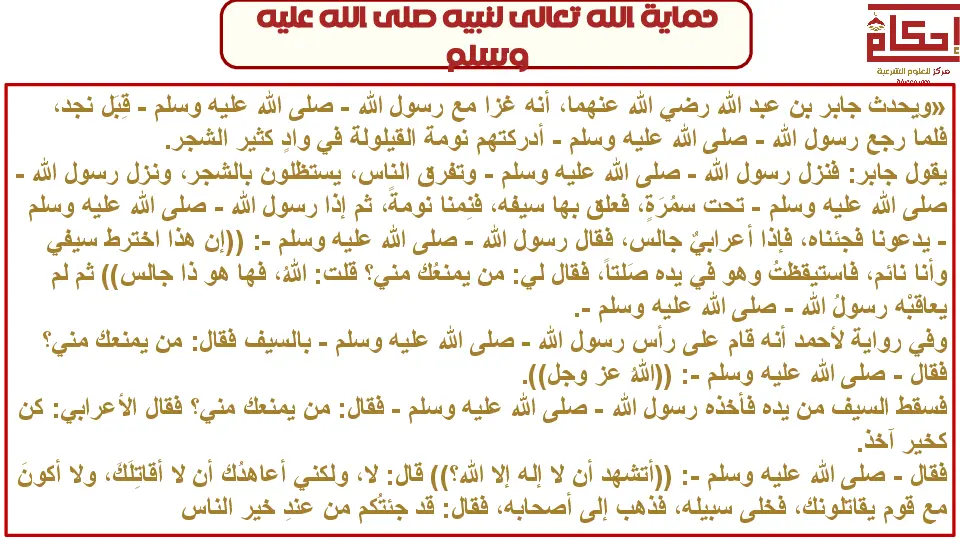 حماية الله تعالى لنبيه صلى الله عليه
وسلم
إحكام
مركز للعلوم الشرعية
«ويحدث جابر بن عبد الله رضي الله عنهما، أنه غزا مع رسول الله - صلى الله عليه وسلم - قِبَل نجد،
فلما رجع رسول الله - صلى الله عليه وسلم - أدركتهم نومة القيلولة في وادٍ كثير الشجر.
يقول جابر: فنزل رسول الله - صلى الله عليه وسلم - وتفرق الناس، يستظلون بالشجر، ونزل رسول الله -
صلى الله عليه وسلم - تحت سمُرَةٍ، فعلق بها سيفه، فنِمنا نومةً، ثم إذا رسول الله - صلى الله عليه وسلم
- يدعونا فجئناه، فإذا أعرابيٌ جالس، فقال رسول الله - صلى الله عليه وسلم -: ((إن هذا اخترط سيفي
وأنا نائم، فاستيقظتُ وهو في يده صَلتاً، فقال لي: من يمنعُك مني؟ قلت: اللهُ، فها هو ذا جالس)) ثم لم
يعاقبْه رسولُ الله - صلى الله عليه وسلم -.
وفي رواية لأحمد أنه قام على رأس رسول الله - صلى الله عليه وسلم - بالسيف فقال: من يمنعك مني؟
فقال - صلى الله عليه وسلم -: ((اللهُ عز وجل)).
فسقط السيف من يده فأخذه رسول الله - صلى الله عليه وسلم - فقال: من يمنعك مني؟ فقال الأعرابي: كن
كخير آخذ.
فقال - صلى الله عليه وسلم -: ((أتشهد أن لا إله إلا الله؟)) قال: لا، ولكني أعاهدُك أن لا أقاتِلَكَ، ولا أكونَ
مع قوم يقاتلونك، فخلى سبيله، فذهب إلى أصحابه، فقال: قد جئتُكم من عندِ خير الناس